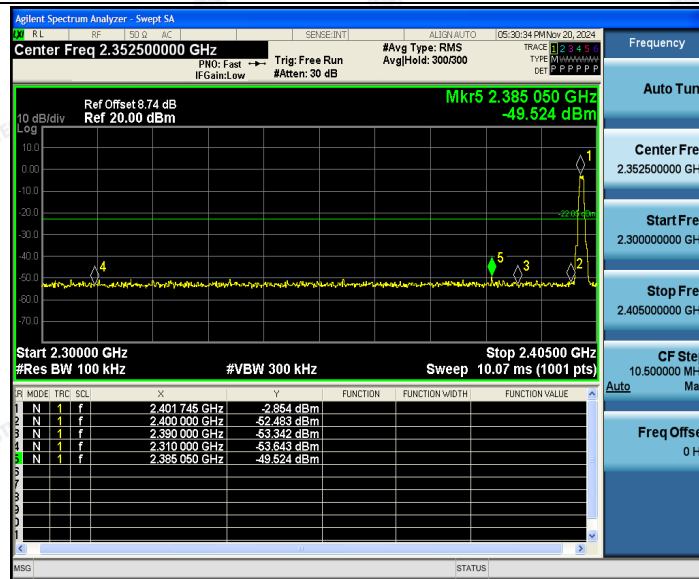 Agilent Spectrum Analyzer - Swept SA
LXI RL RF 50 Ω AC SENSE:INT ALIGN AUTO 05:30:34 PM Nov 20, 2024
Center Freq 2.352500000 GHz
PNO: Fast
IFGain:Low
Trig: Free Run
#Atten: 30 dB
#Avg Type: RMS
Avg|Hold: 300/300
TRACE 1 2 3 4 5 6
TYPE M
DET P P P P P P
Mkr5 2.385 050 GHz
-49.524 dBm
Ref Offset 8.74 dB
10 dB/div Ref 20.00 dBm
Log
10.0
0.00
-10.0
-20.0
-30.0
-40.0
-50.0
-60.0
-70.0
1
4
5
3
2
Start 2.30000 GHz Stop 2.40500 GHz
#Res BW 100 kHz #VBW 300 kHz Sweep 10.07 ms (1001 pts)
MODE TRC SCL X Y FUNCTION FUNCTION WIDTH FUNCTION VALUE
1 N 1 f 2.401 745 GHz -2.854 dBm
2 N 1 f 2.400 000 GHz -52.483 dBm
3 N 1 f 2.390 000 GHz -53.342 dBm
4 N 1 f 2.310 000 GHz -53.643 dBm
5 N 1 f 2.385 050 GHz -49.524 dBm
6
7
8
9
MSG STATUS
Frequency
Auto Tun
Center Fre
2.352500000 GH
Start Fre
2.300000000 GH
Stop Fre
2.405000000 GH
CF Ste
10.500000 MH
Auto Ma
Freq Offse
0 H